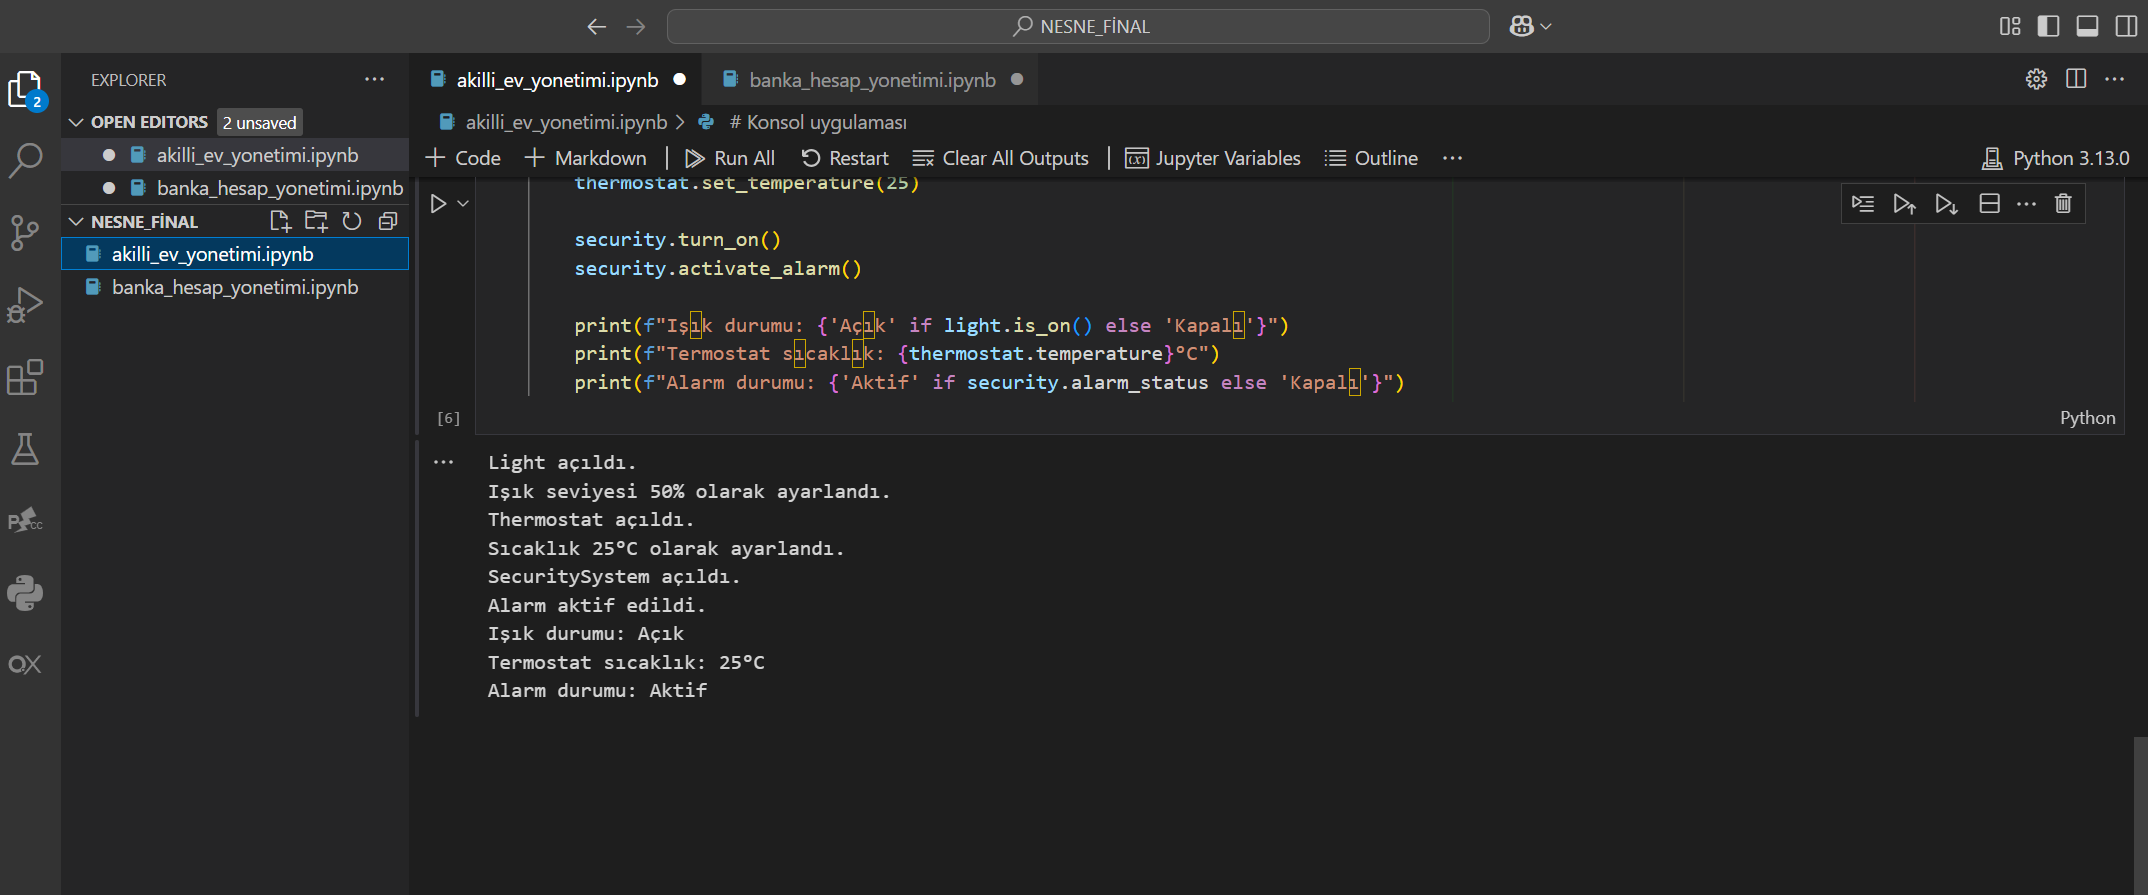 NESNE_FİNAL
EXPLORER
2
OPEN EDITORS 2 unsaved
akilli_ev_yonetimi.ipynb
banka_hesap_yonetimi.ipynb
NESNE_FİNAL
akilli_ev_yonetimi.ipynb
banka_hesap_yonetimi.ipynb
akilli_ev_yonetimi.ipynb
banka_hesap_yonetimi.ipynb
akilli_ev_yonetimi.ipynb > # Konsol uygulaması
+ Code + Markdown | Run All Restart Clear All Outputs | Jupyter Variables Outline ... Python 3.13.0
thermostat.set_temperature(25)
security.turn_on()
security.activate_alarm()
print(f"Işık durumu: {'Açık' if light.is_on() else 'Kapalı'}")
print(f"Termostat sıcaklık: {thermostat.temperature}°C")
print(f"Alarm durumu: {'Aktif' if security.alarm_status else 'Kapalı'}")
[6]
Python
Light açıldı.
Işık seviyesi 50% olarak ayarlandı.
Thermostat açıldı.
Sıcaklık 25°C olarak ayarlandı.
SecuritySystem açıldı.
Alarm aktif edildi.
Işık durumu: Açık
Termostat sıcaklık: 25°C
Alarm durumu: Aktif